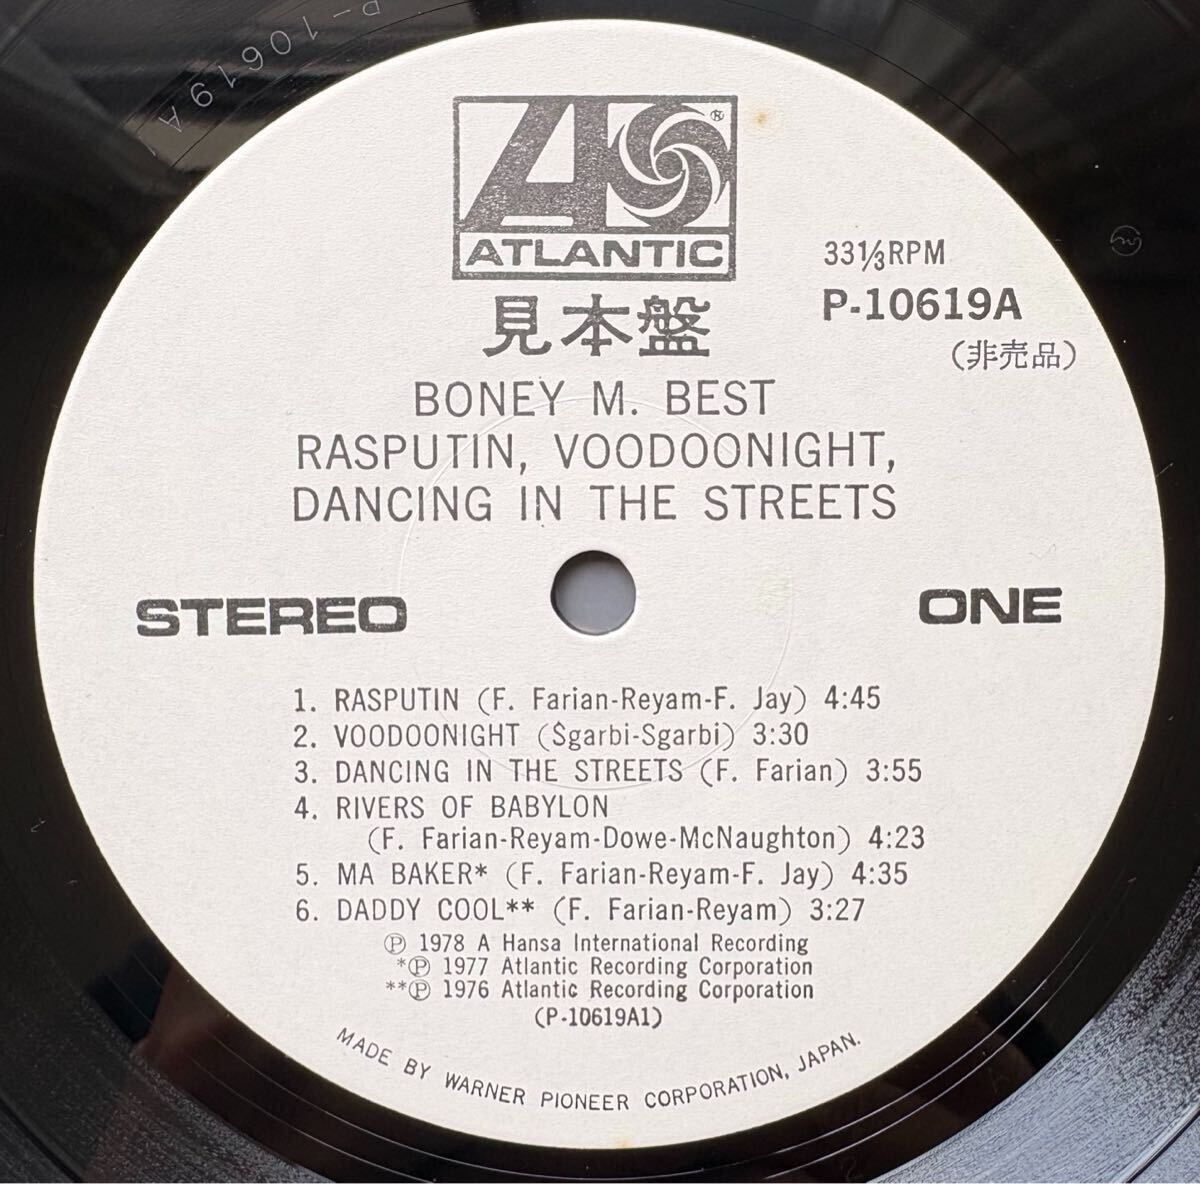 P-10619A
ATLANTIC
®
見本盤
33⅓RPM
P-10619A
(非売品)
BONEY M. BEST
RASPUTIN, VOODOONIGHT,
DANCING IN THE STREETS
STEREO
ONE
1. RASPUTIN (F. Farian-Reyam-F. Jay) 4:45
2. VOODOONIGHT (Sgarbi-Sgarbi) 3:30
3. DANCING IN THE STREETS (F. Farian) 3:55
4. RIVERS OF BABYLON
(F. Farian-Reyam-Dowe-McNaughton) 4:23
5. MA BAKER* (F. Farian-Reyam-F. Jay) 4:35
6. DADDY COOL** (F. Farian-Reyam) 3:27
℗ 1978 A Hansa International Recording
*℗ 1977 Atlantic Recording Corporation
**℗ 1976 Atlantic Recording Corporation
(P-10619A1)
MADE BY WARNER PIONEER CORPORATION, JAPAN.